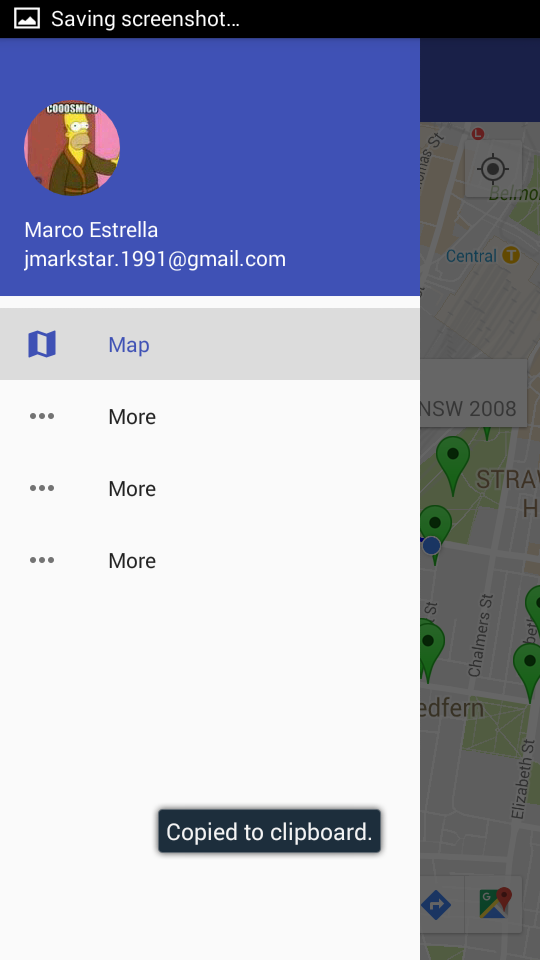 Saving screenshot...
COOOSMICO
Marco Estrella
jmarkstar.1991@gmail.com
Map
More
More
More
Copied to clipboard.
L
Belmo
Central T
NSW 2008
STRAW
H
Chalmers St
edfern
Elizabeth St
G